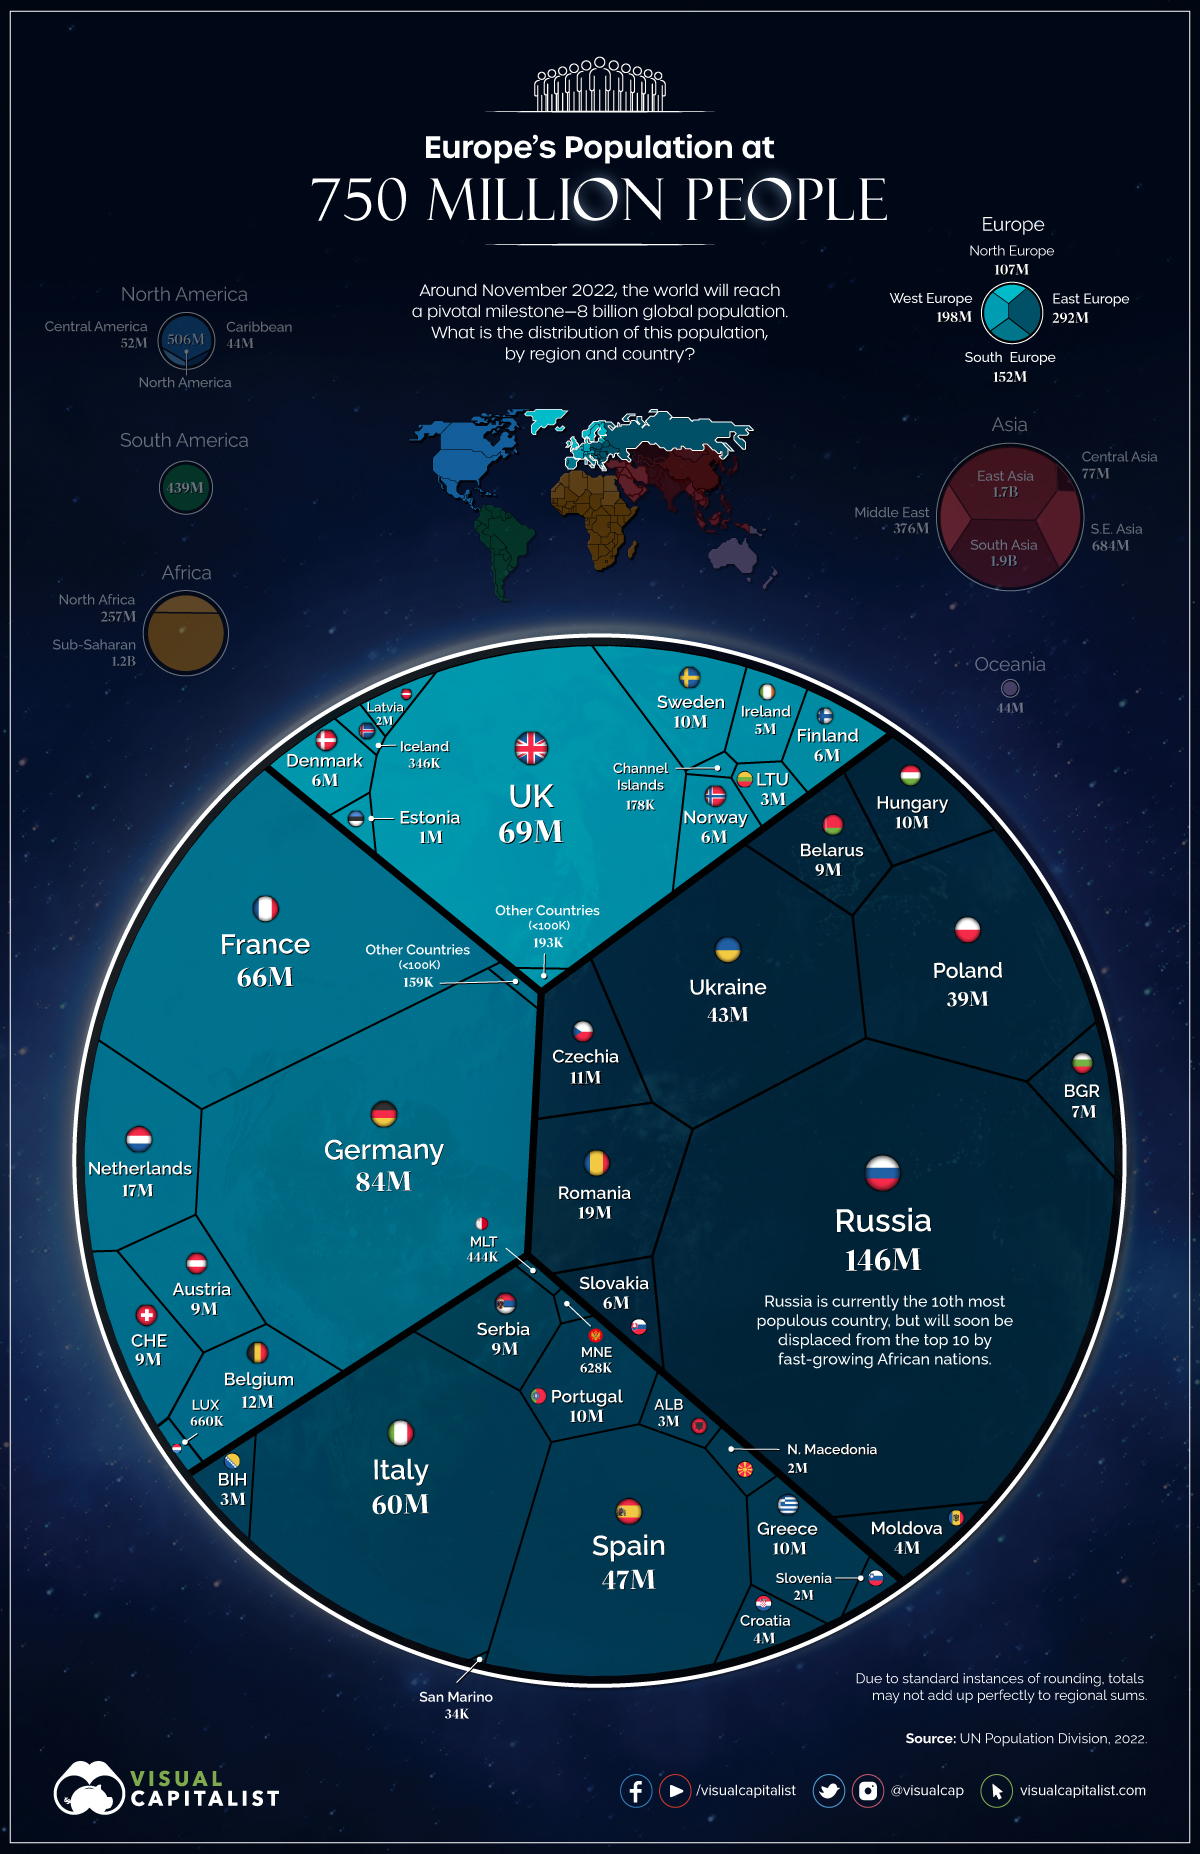 Europe's Population at
750 MILLION PEOPLE
Around November 2022, the world will reach
a pivotal milestone—8 billion global population.
What is the distribution of this population,
by region and country?
North America
Central America
52M
506M
Caribbean
44M
North America
South America
439M
Africa
North Africa
257M
Sub-Saharan
1.2B
Europe
North Europe
107M
West Europe
198M
East Europe
292M
South Europe
152M
Asia
Central Asia
77M
East Asia
1.7B
Middle East
376M
S.E. Asia
684M
South Asia
1.9B
Oceania
44M
Latvia
2M
Iceland
346K
Denmark
6M
Estonia
1M
UK
69M
Sweden
10M
Ireland
5M
Finland
6M
Channel
Islands
178K
LTU
3M
Norway
6M
Other Countries
(<100K)
193K
Other Countries
(<100K)
159K
France
66M
Germany
84M
Netherlands
17M
Austria
9M
CHE
9M
Belgium
12M
LUX
660K
Hungary
10M
Belarus
9M
Poland
39M
Ukraine
43M
Czechia
11M
BGR
7M
Romania
19M
Russia
146M
Russia is currently the 10th most
populous country, but will soon be
displaced from the top 10 by
fast-growing African nations.
Slovakia
6M
Moldova
4M
MLT
444K
Serbia
9M
MNE
628K
Portugal
10M
ALB
3M
N. Macedonia
2M
BIH
3M
Italy
60M
Spain
47M
Greece
10M
Slovenia
2M
Croatia
4M
San Marino
34K
Due to standard instances of rounding, totals
may not add up perfectly to regional sums.
Source: UN Population Division, 2022.
VISUAL
CAPITALIST
/visualcapitalist
@visualcap
visualcapitalist.com